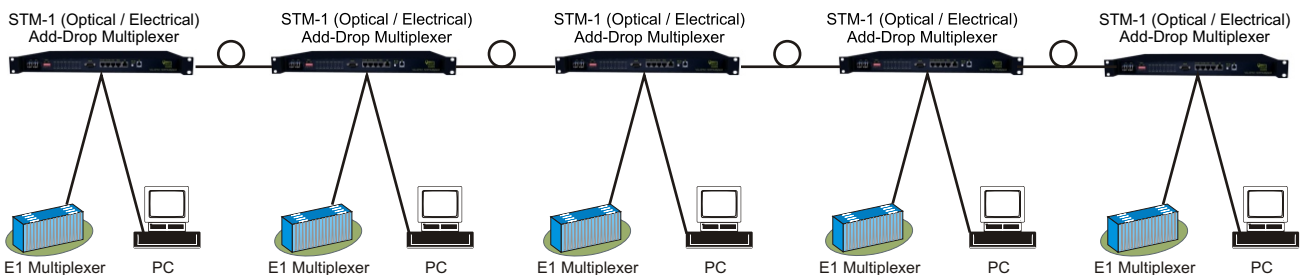 STM-1 (Optical / Electrical)
Add-Drop Multiplexer
STM-1 (Optical / Electrical)
Add-Drop Multiplexer
STM-1 (Optical / Electrical)
Add-Drop Multiplexer
STM-1 (Optical / Electrical)
Add-Drop Multiplexer
STM-1 (Optical / Electrical)
Add-Drop Multiplexer
E1 Multiplexer
PC
E1 Multiplexer
PC
E1 Multiplexer
PC
E1 Multiplexer
PC
E1 Multiplexer
PC